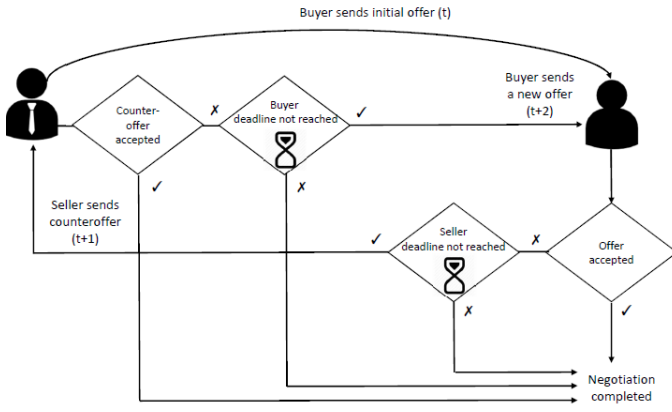 Buyer sends initial offer (t)
Counter-
offer
accepted
✗
Buyer
deadline not reached
✓
Buyer sends
a new offer
(t+2)
✓
✗
Seller sends
counteroffer
(t+1)
✓
Seller
deadline not reached
✗
Offer
accepted
✗
✓
Negotiation
completed